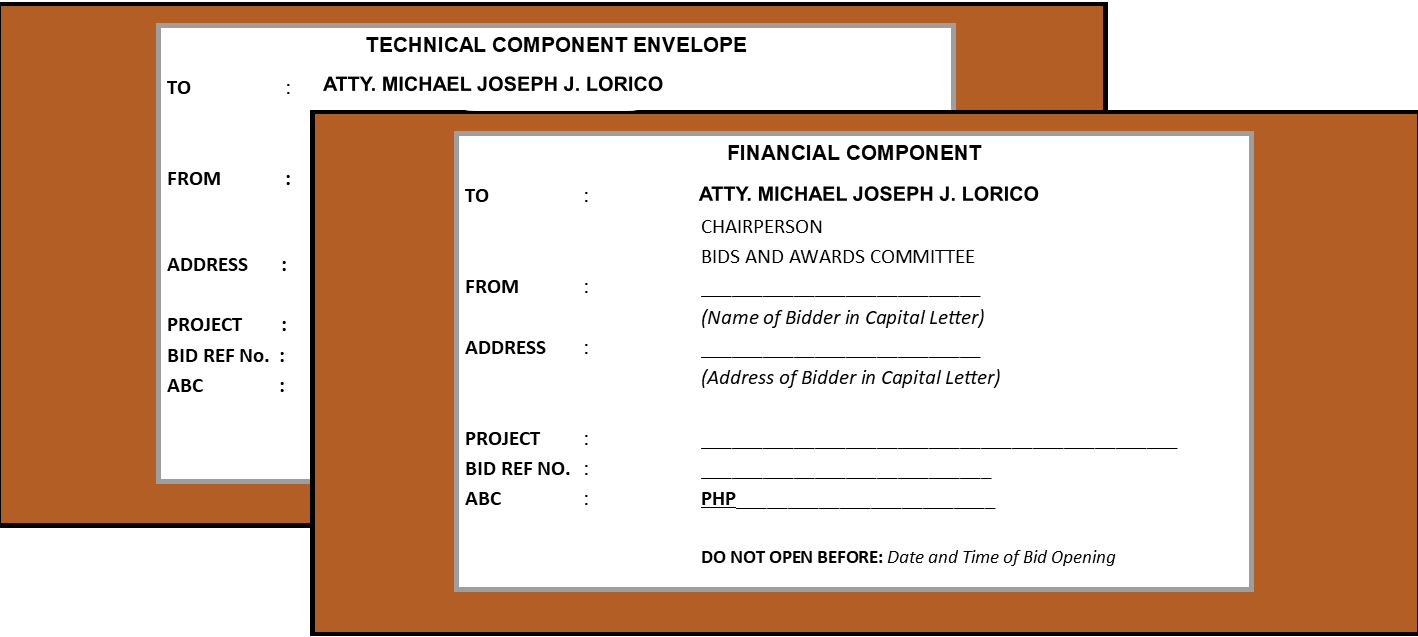 TECHNICAL COMPONENT ENVELOPE
TO : ATTY. MICHAEL JOSEPH J. LORICO
FROM :
ADDRESS :
PROJECT :
BID REF No. :
ABC :
FINANCIAL COMPONENT
TO : ATTY. MICHAEL JOSEPH J. LORICO
CHAIRPERSON
BIDS AND AWARDS COMMITTEE
FROM : ___________________________
(Name of Bidder in Capital Letter)
ADDRESS : ___________________________
(Address of Bidder in Capital Letter)
PROJECT : ______________________________________________
BID REF NO. : ____________________________
ABC : PHP_________________________
DO NOT OPEN BEFORE: Date and Time of Bid Opening